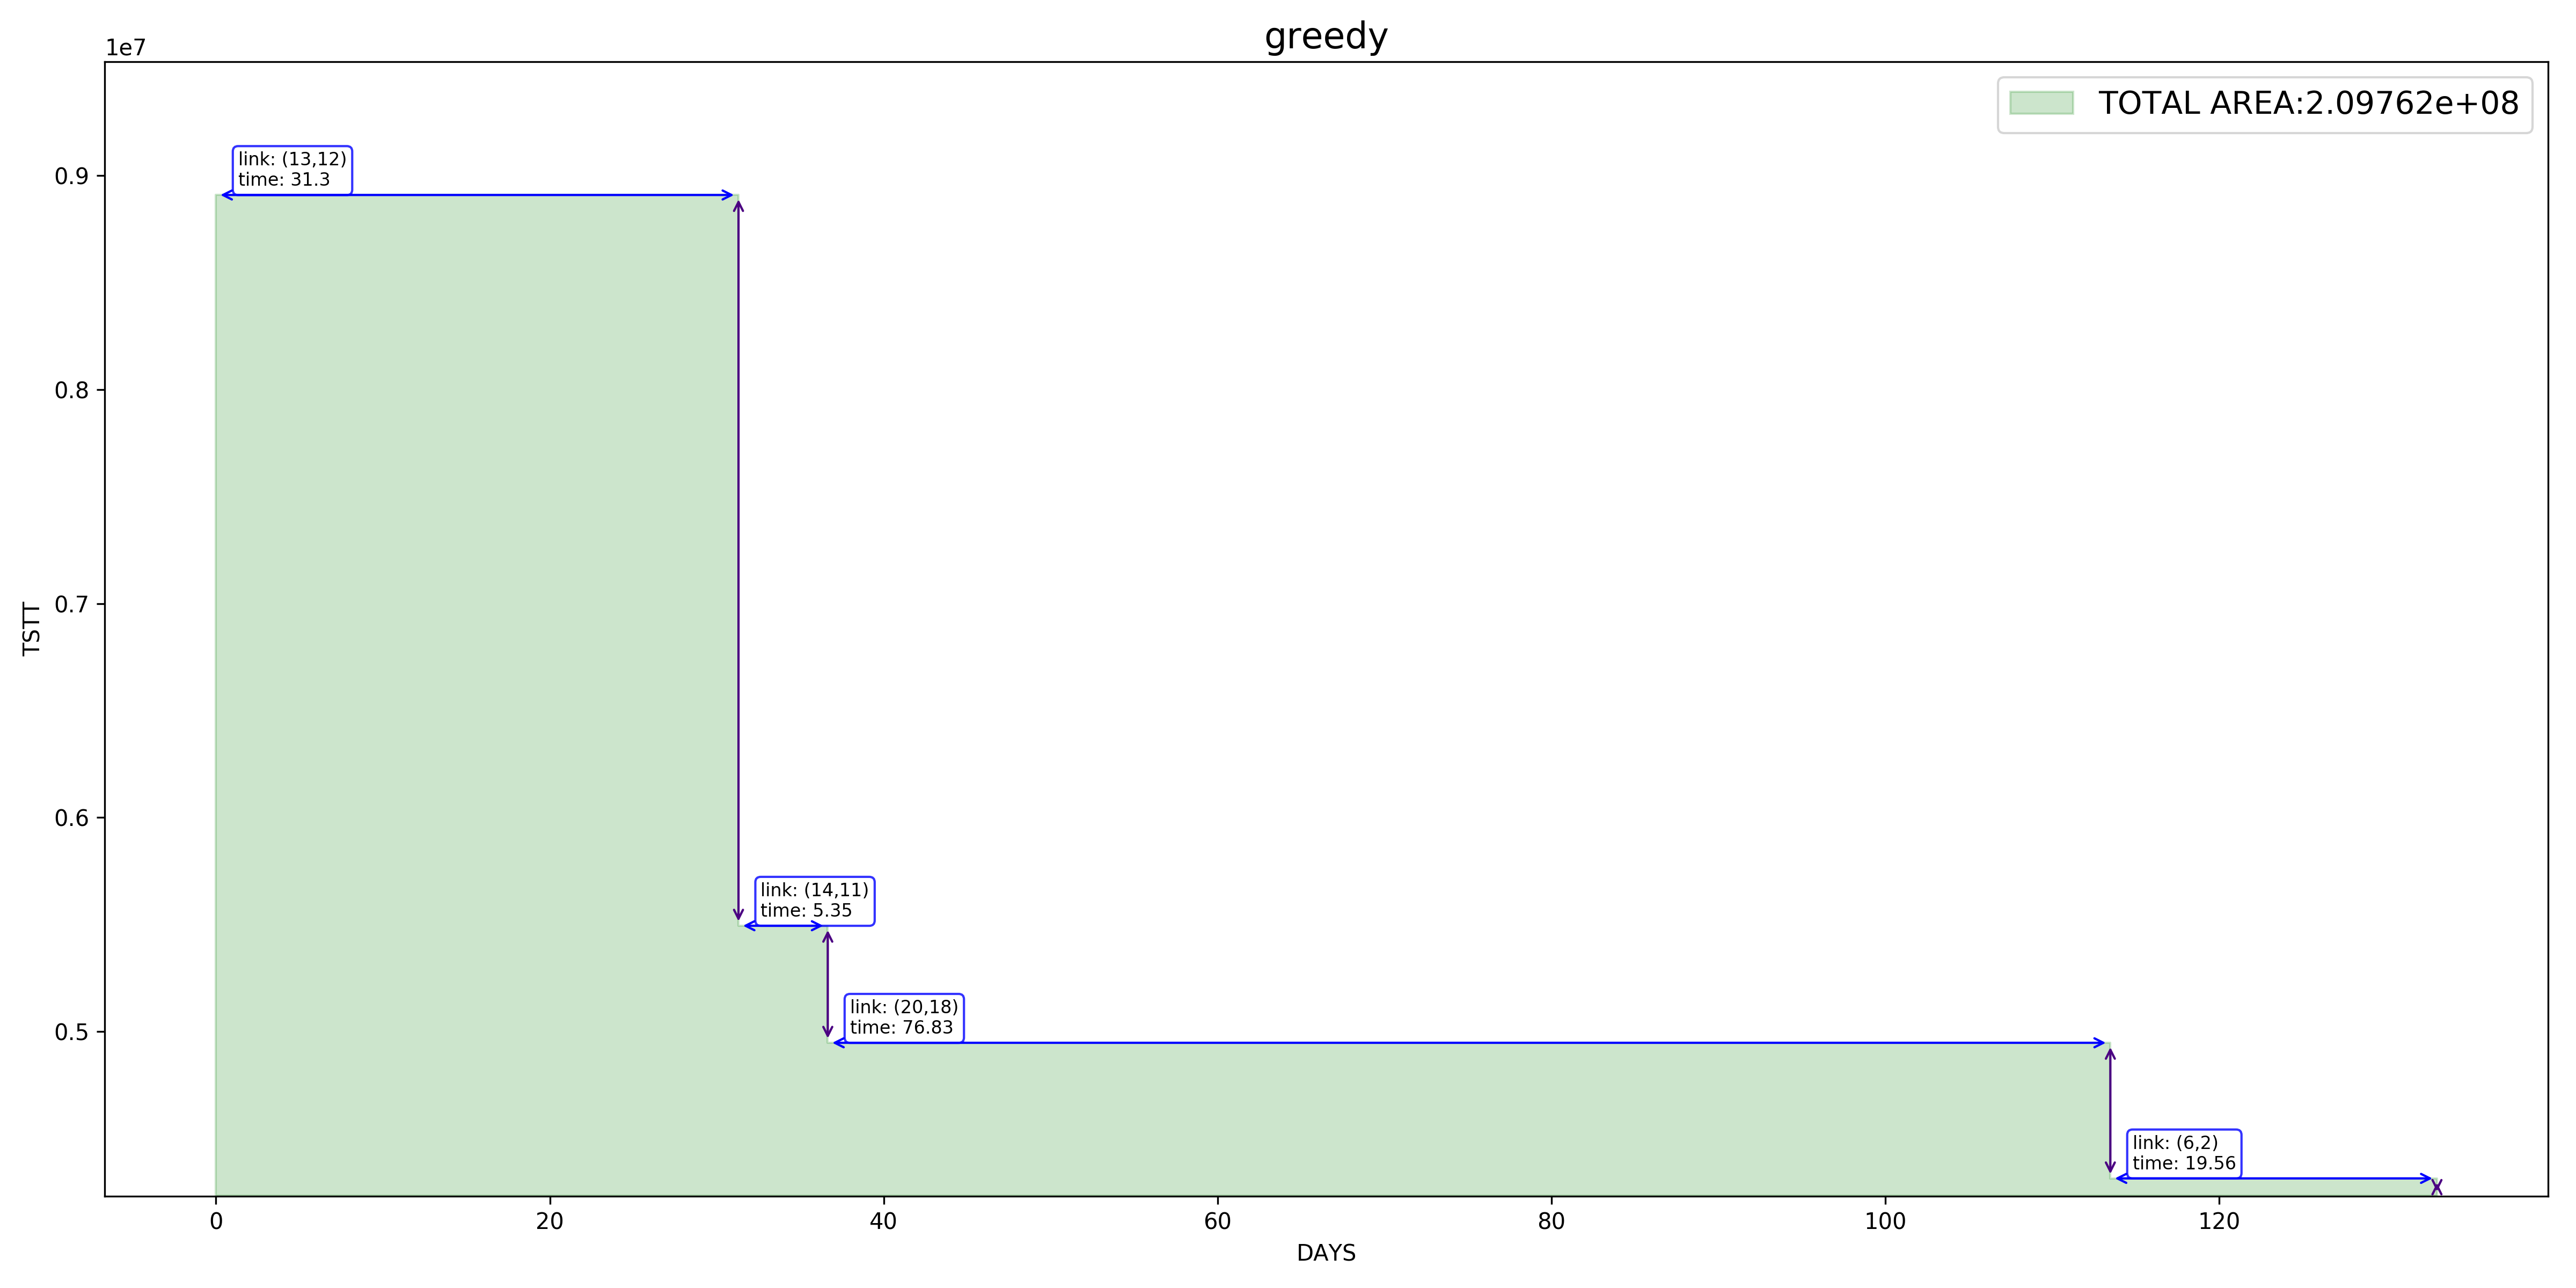 greedy
1e7
TOTAL AREA:2.09762e+08
0.9
0.8
0.7
0.6
0.5
TSTT
link: (13,12)
time: 31.3
link: (14,11)
time: 5.35
link: (20,18)
time: 76.83
link: (6,2)
time: 19.56
0
20
40
60
80
100
120
DAYS